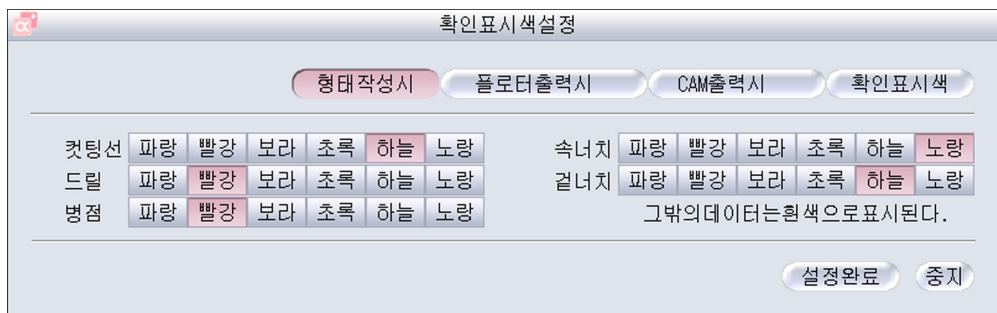 확인표시색설정
형태작성시 플로터출력시 CAM출력시 확인표시색
컷팅선 파랑 빨강 보라 초록 하늘 노랑 속너치 파랑 빨강 보라 초록 하늘 노랑
드릴 파랑 빨강 보라 초록 하늘 노랑 겉너치 파랑 빨강 보라 초록 하늘 노랑
병점 파랑 빨강 보라 초록 하늘 노랑 그밖의데이터는흰색으로표시된다.
설정완료 중지